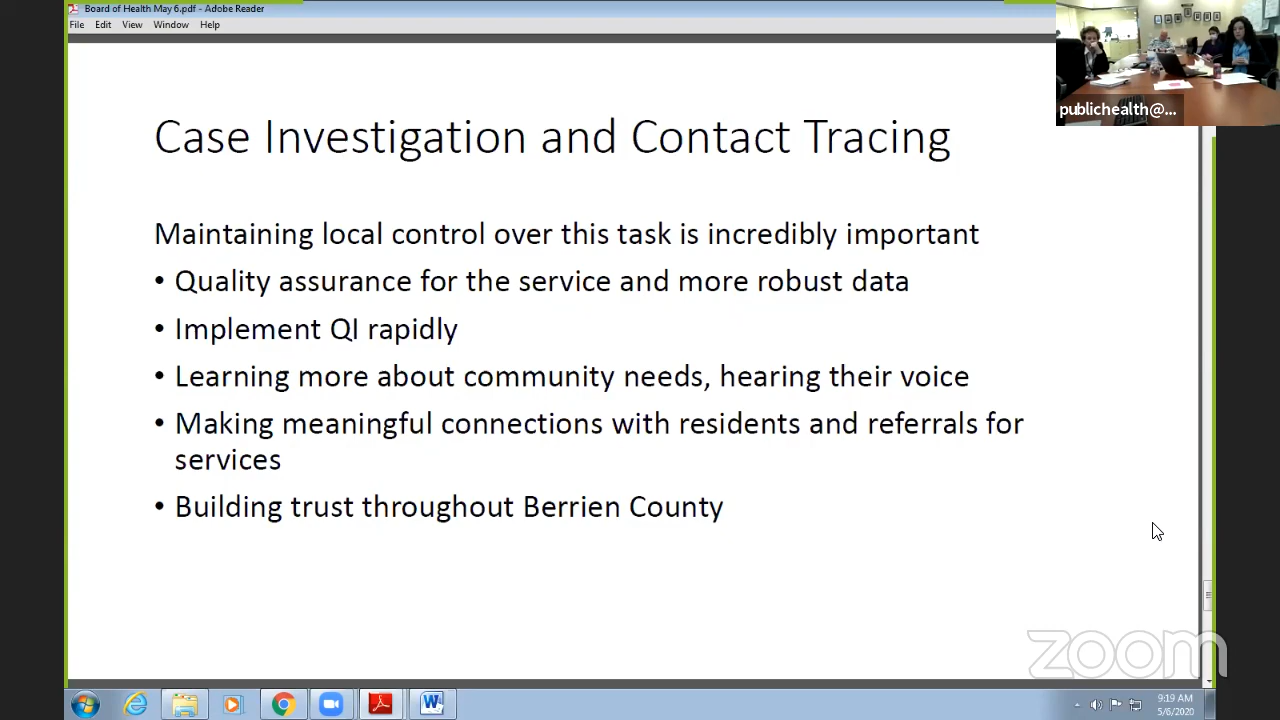 Board of Health May 6.pdf - Adobe Reader
File Edit View Window Help
publichealth@...
Case Investigation and Contact Tracing
Maintaining local control over this task is incredibly important
• Quality assurance for the service and more robust data
• Implement QI rapidly
• Learning more about community needs, hearing their voice
• Making meaningful connections with residents and referrals for
services
• Building trust throughout Berrien County
zoom
9:19 AM
5/6/2020